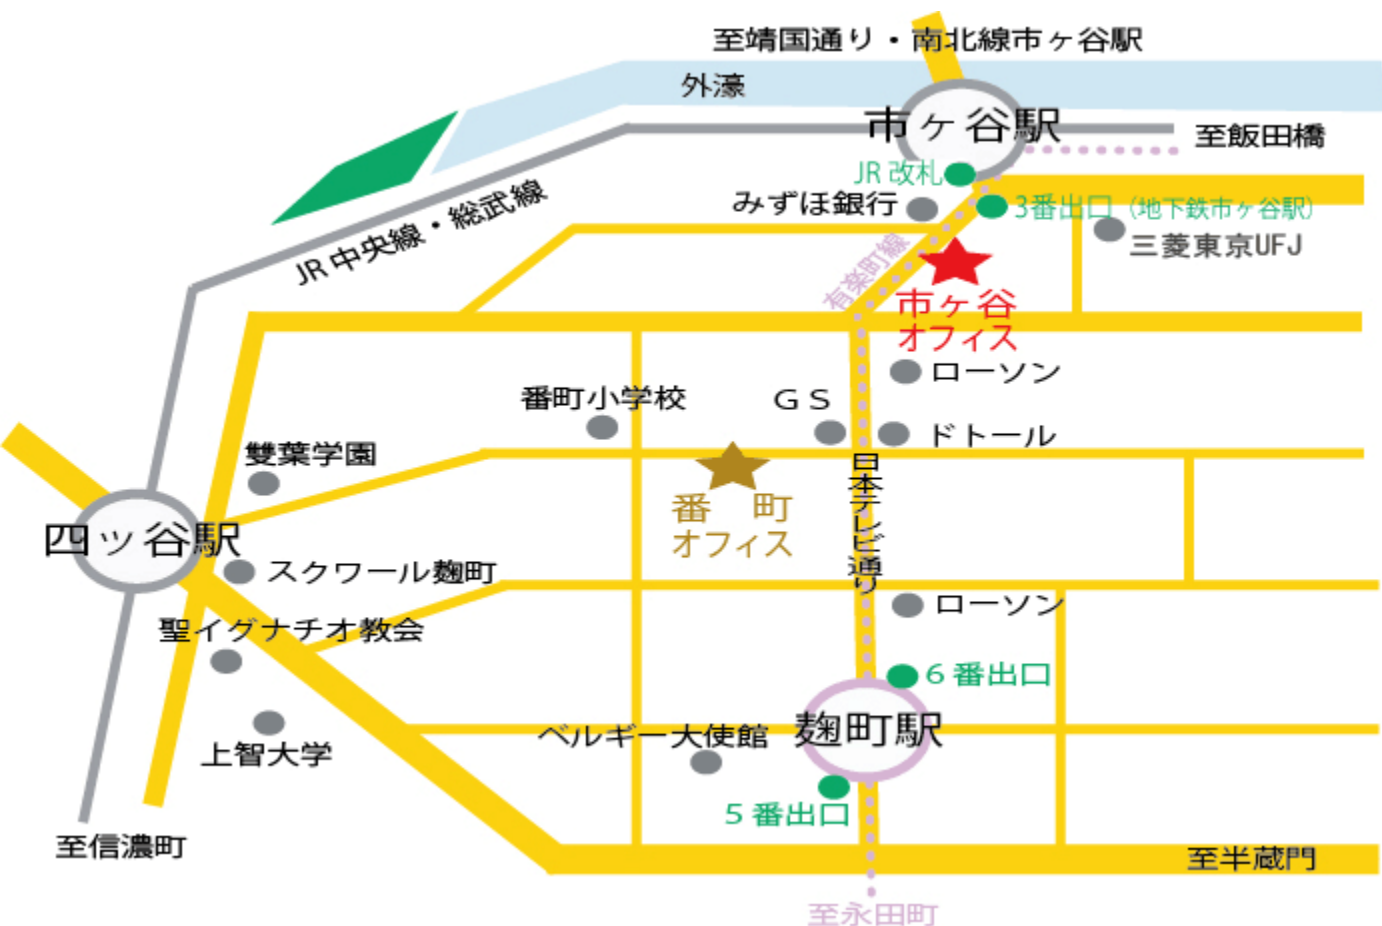 至靖国通り・南北線市ヶ谷駅
外濠
市ヶ谷駅
至飯田橋
JR 改札
みずほ銀行
3番出口（地下鉄市ヶ谷駅）
三菱東京UFJ
JR 中央線・総武線
有楽町線
市ヶ谷
オフィス
ローソン
番町小学校
ＧＳ
ドトール
雙葉学園
日本テレビ通り
番　町
オフィス
四ッ谷駅
スクワール麹町
ローソン
聖イグナチオ教会
６番出口
ベルギー大使館
麹町駅
上智大学
５番出口
至信濃町
至半蔵門
至永田町